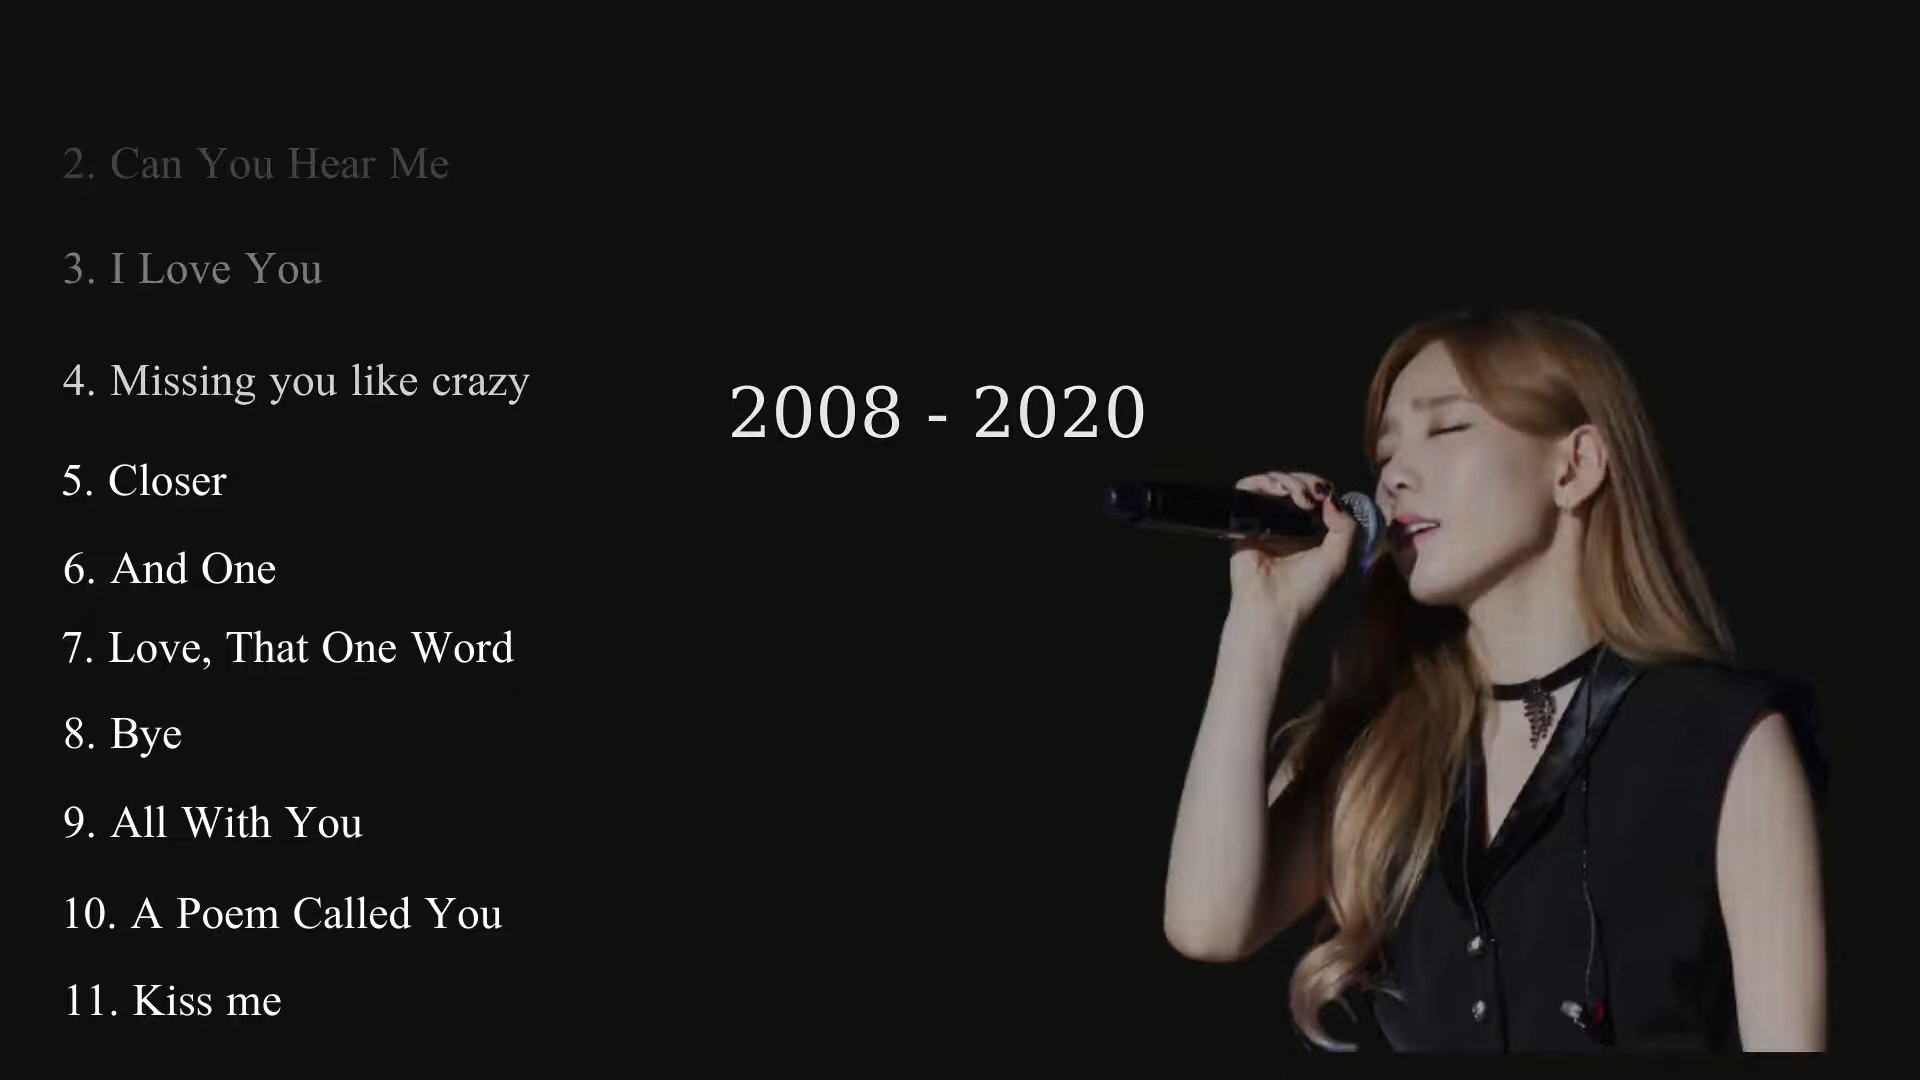 2. Can You Hear Me
3. I Love You
4. Missing you like crazy
2008 - 2020
5. Closer
6. And One
7. Love, That One Word
8. Bye
9. All With You
10. A Poem Called You
11. Kiss me